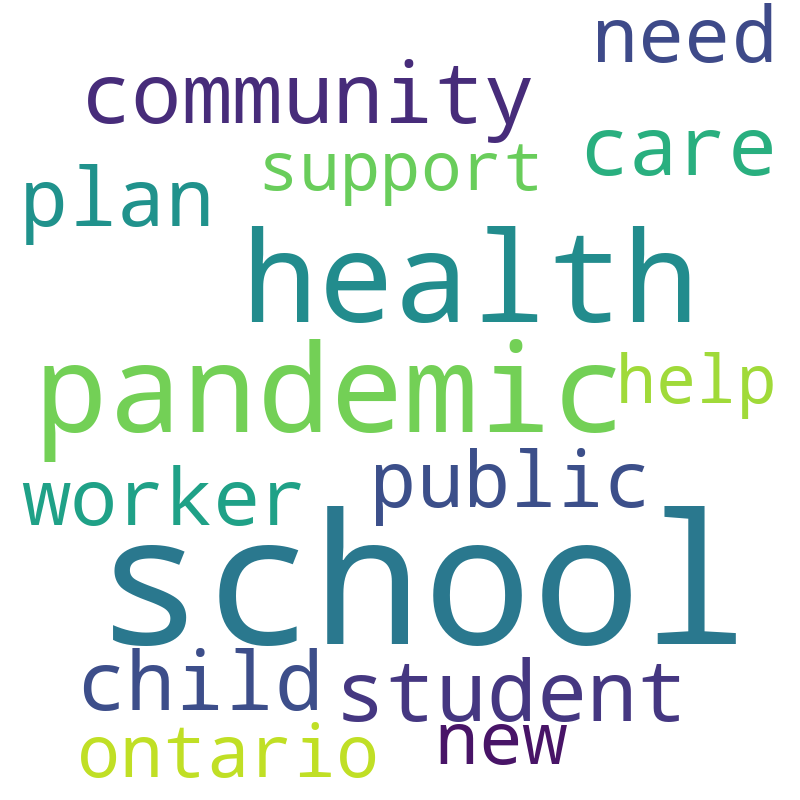 need
community
care
support
plan
health
pandemic
help
public
worker
school
child
student
new
ontario